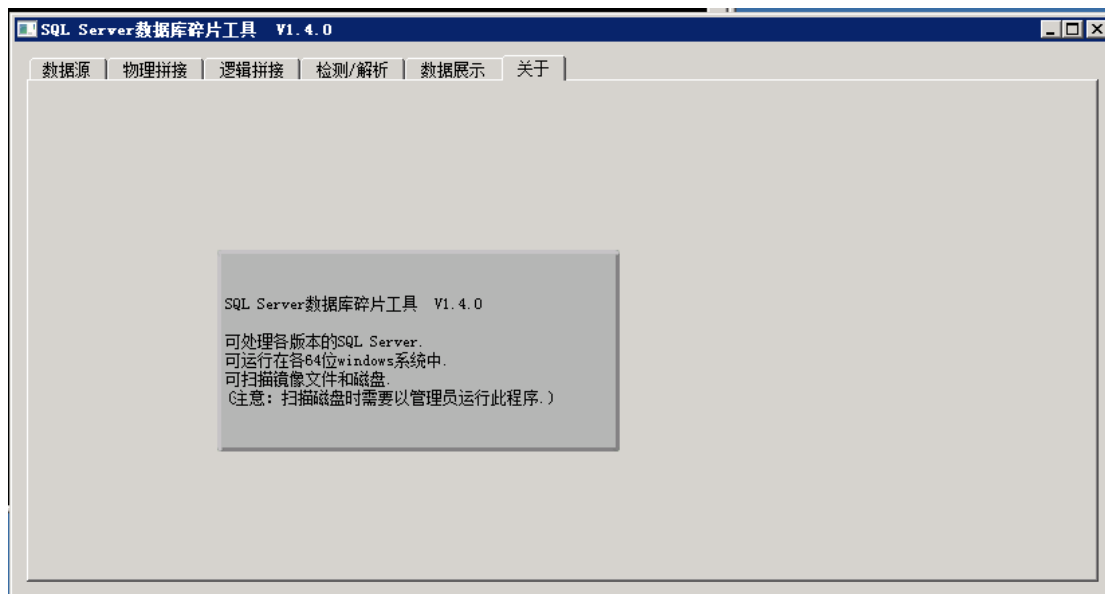 SQL Server数据库碎片工具 V1.4.0
数据源 物理拼接 逻辑拼接 检测/解析 数据展示 关于
SQL Server数据库碎片工具 V1.4.0
可处理各版本的SQL Server.
可运行在各64位windows系统中.
可扫描镜像文件和磁盘.
(注意: 扫描磁盘时需要以管理员运行此程序.)